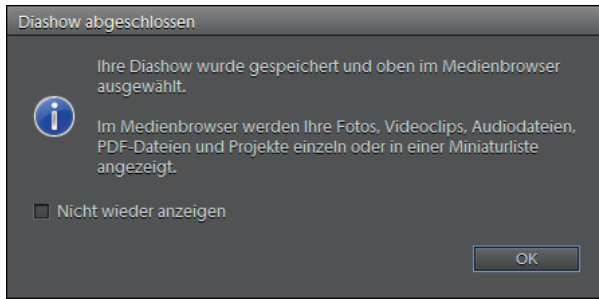 Diashow abgeschlossen
Ihre Diashow wurde gespeichert und oben im Medienbrowser
ausgewählt.
Im Medienbrowser werden Ihre Fotos, Videoclips, Audiodateien,
PDF-Dateien und Projekte einzeln oder in einer Miniaturliste
angezeigt.
Nicht wieder anzeigen
OK